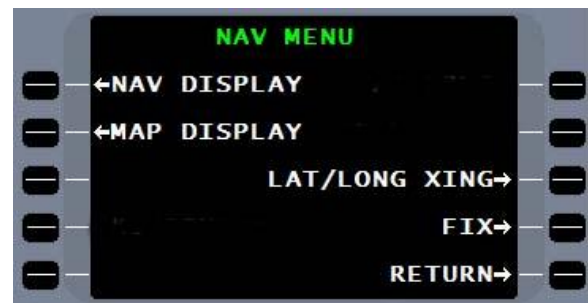 NAV MENU
←NAV DISPLAY
←MAP DISPLAY
LAT/LONG XING→
FIX→
RETURN→